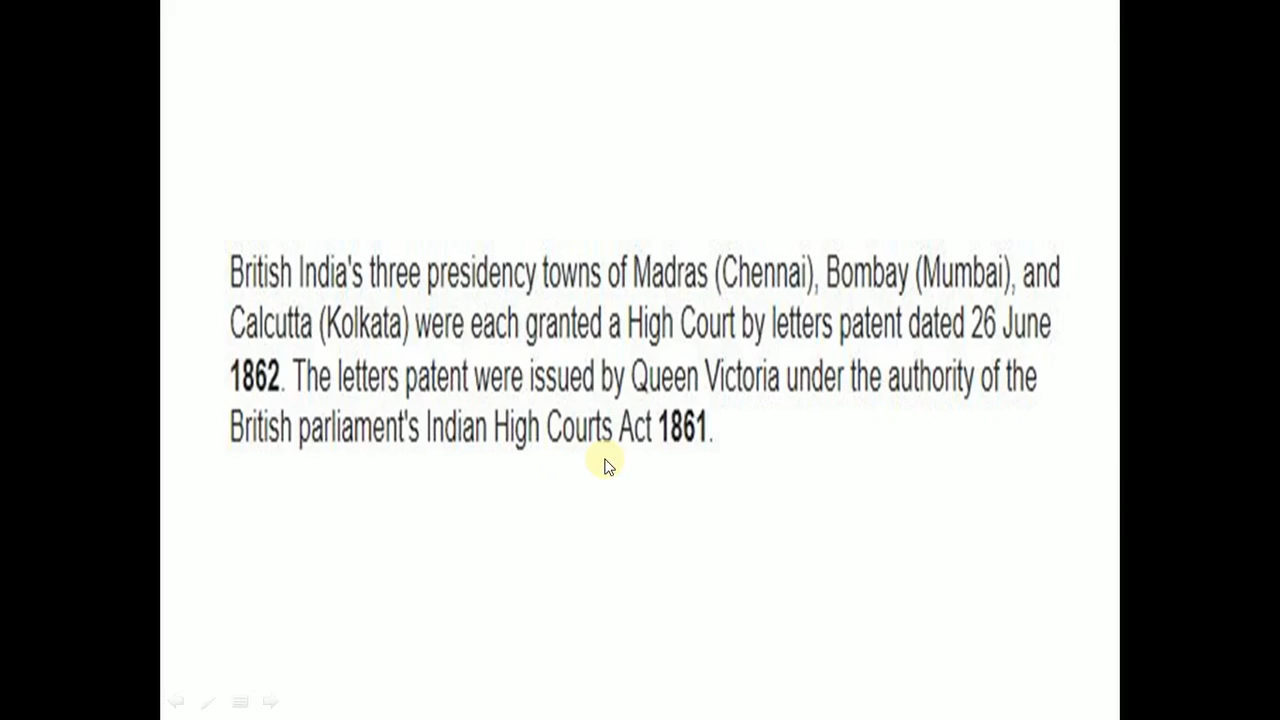 British India's three presidency towns of Madras (Chennai), Bombay (Mumbai), and
Calcutta (Kolkata) were each granted a High Court by letters patent dated 26 June
1862. The letters patent were issued by Queen Victoria under the authority of the
British parliament's Indian High Courts Act 1861.